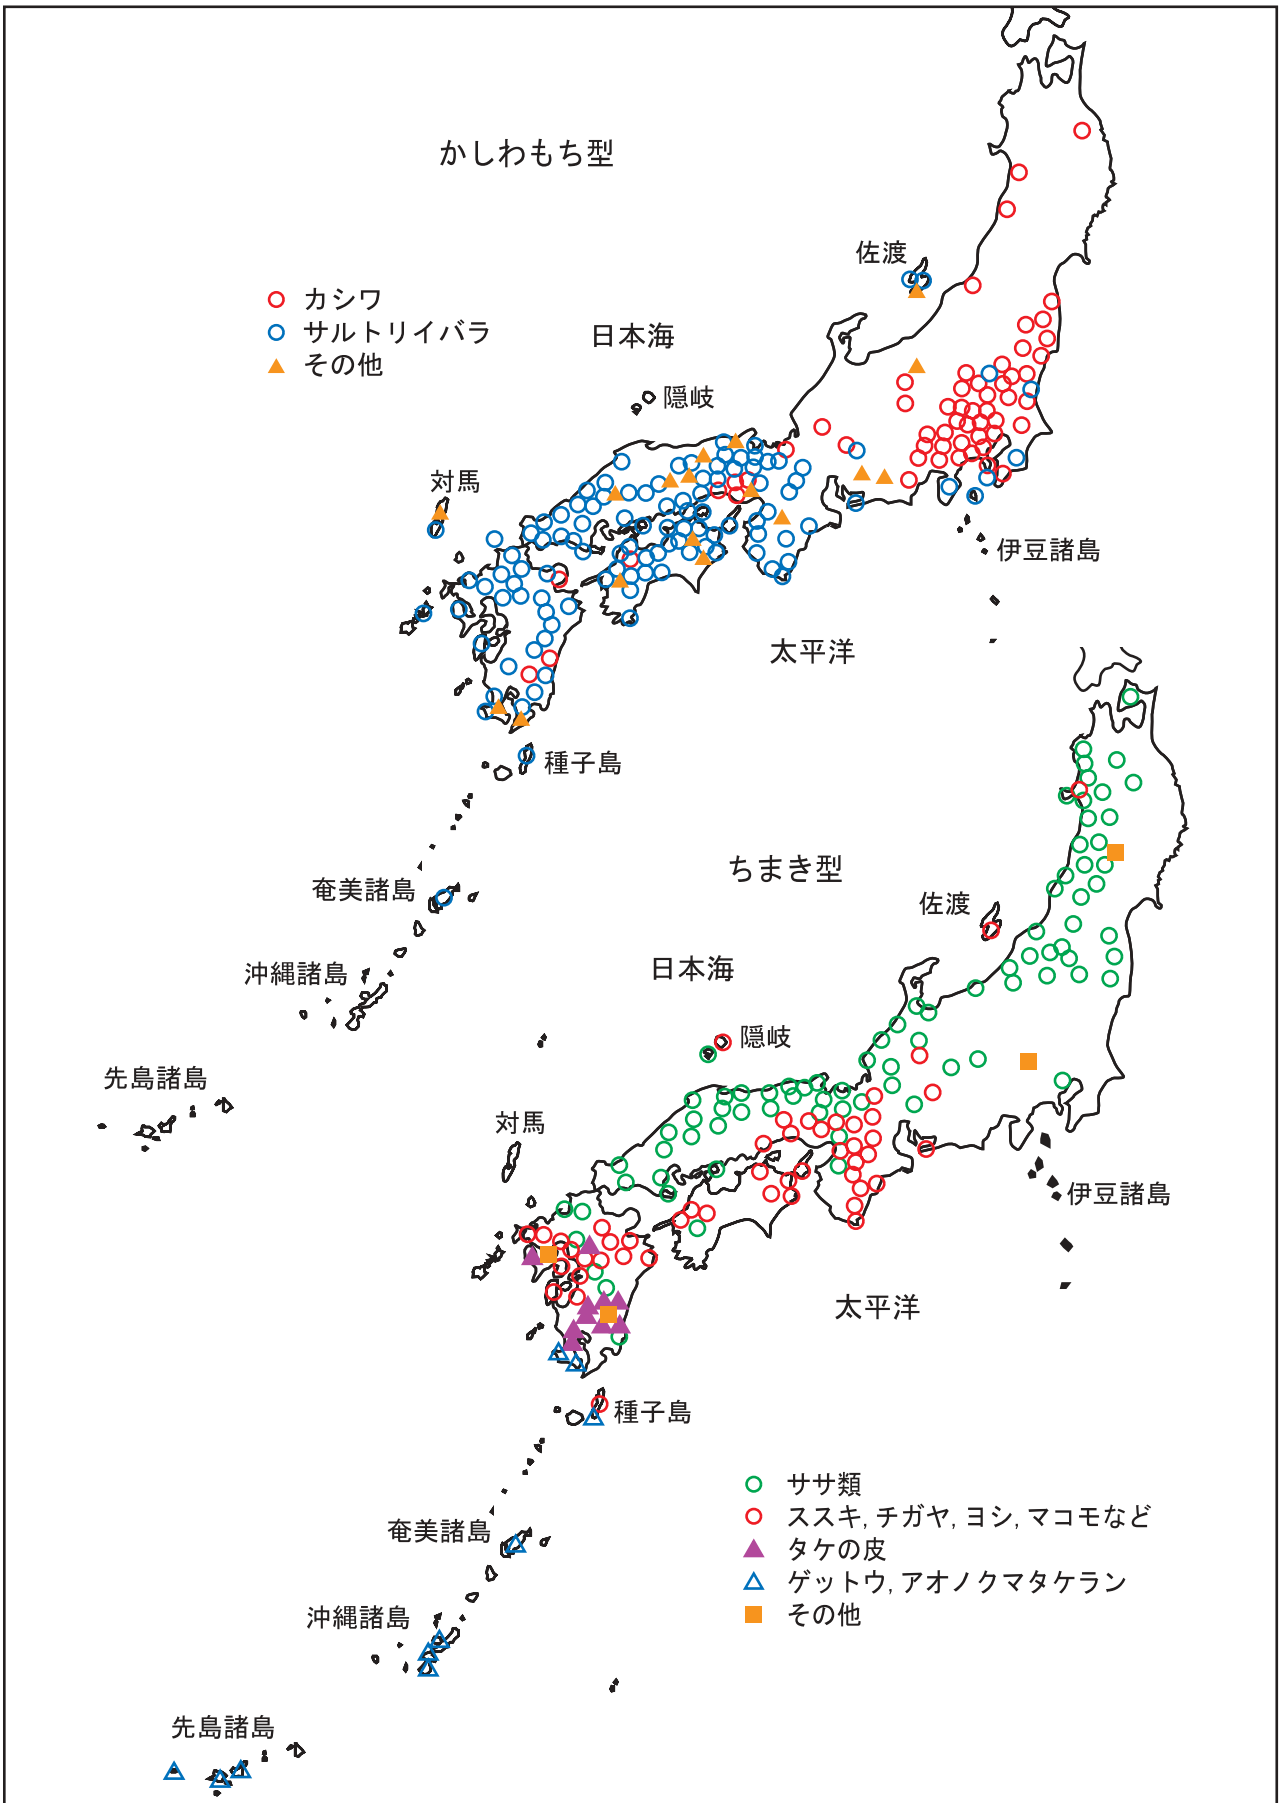 かしわもち型
佐渡
カシワ
サルトリイバラ
その他
日本海
隠岐
対馬
伊豆諸島
太平洋
種子島
奄美諸島
沖縄諸島
先島諸島
ちまき型
佐渡
日本海
隠岐
対馬
伊豆諸島
太平洋
種子島
ササ類
ススキ, チガヤ, ヨシ, マコモなど
タケの皮
ゲットウ, アオノクマタケラン
その他
奄美諸島
沖縄諸島
先島諸島